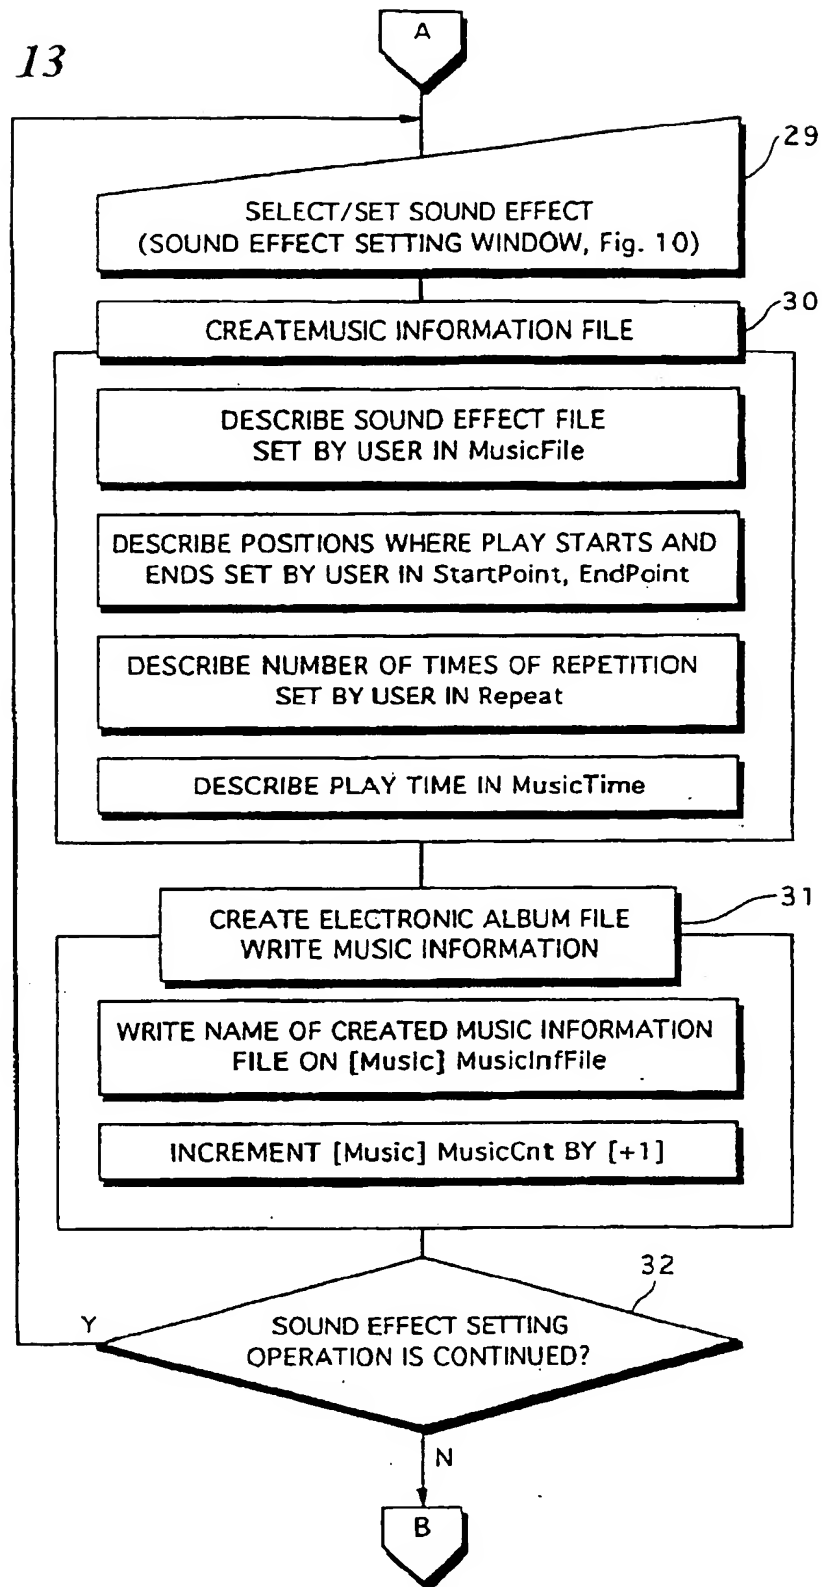 13
A
29
SELECT/SET SOUND EFFECT
(SOUND EFFECT SETTING WINDOW, Fig. 10)
30
CREATEMUSIC INFORMATION FILE
DESCRIBE SOUND EFFECT FILE
SET BY USER IN MusicFile
DESCRIBE POSITIONS WHERE PLAY STARTS AND
ENDS SET BY USER IN StartPoint, EndPoint
DESCRIBE NUMBER OF TIMES OF REPETITION
SET BY USER IN Repeat
DESCRIBE PLAY TIME IN MusicTime
31
CREATE ELECTRONIC ALBUM FILE
WRITE MUSIC INFORMATION
WRITE NAME OF CREATED MUSIC INFORMATION
FILE ON [Music] MusicInfFile
INCREMENT [Music] MusicCnt BY [+1]
32
Y
SOUND EFFECT SETTING
OPERATION IS CONTINUED?
N
B